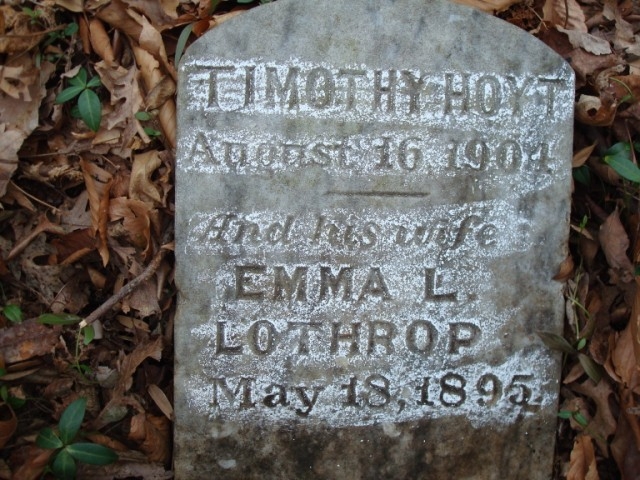 TIMOTHY HOYT
August 16, 1904
And his wife
EMMA L.
LOTHROP
May 18, 1895.